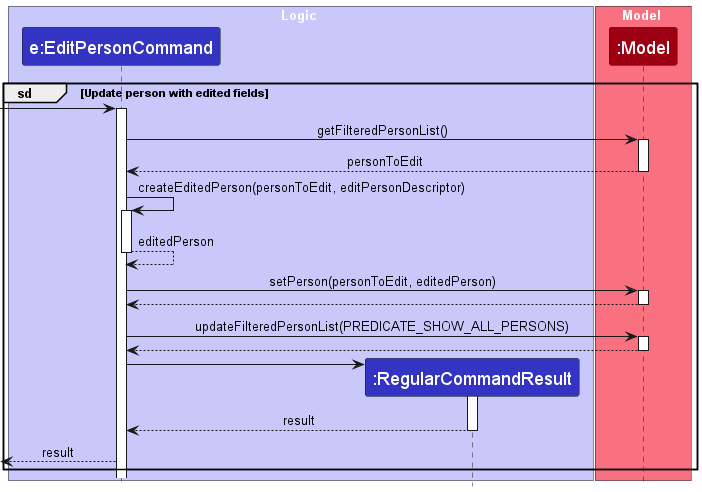 Logic
Model
e:EditPersonCommand
:Model
sd
[Update person with edited fields]
getFilteredPersonList()
personToEdit
createEditedPerson(personToEdit, editPersonDescriptor)
editedPerson
setPerson(personToEdit, editedPerson)
updateFilteredPersonList(PREDICATE_SHOW_ALL_PERSONS)
:RegularCommandResult
result
result